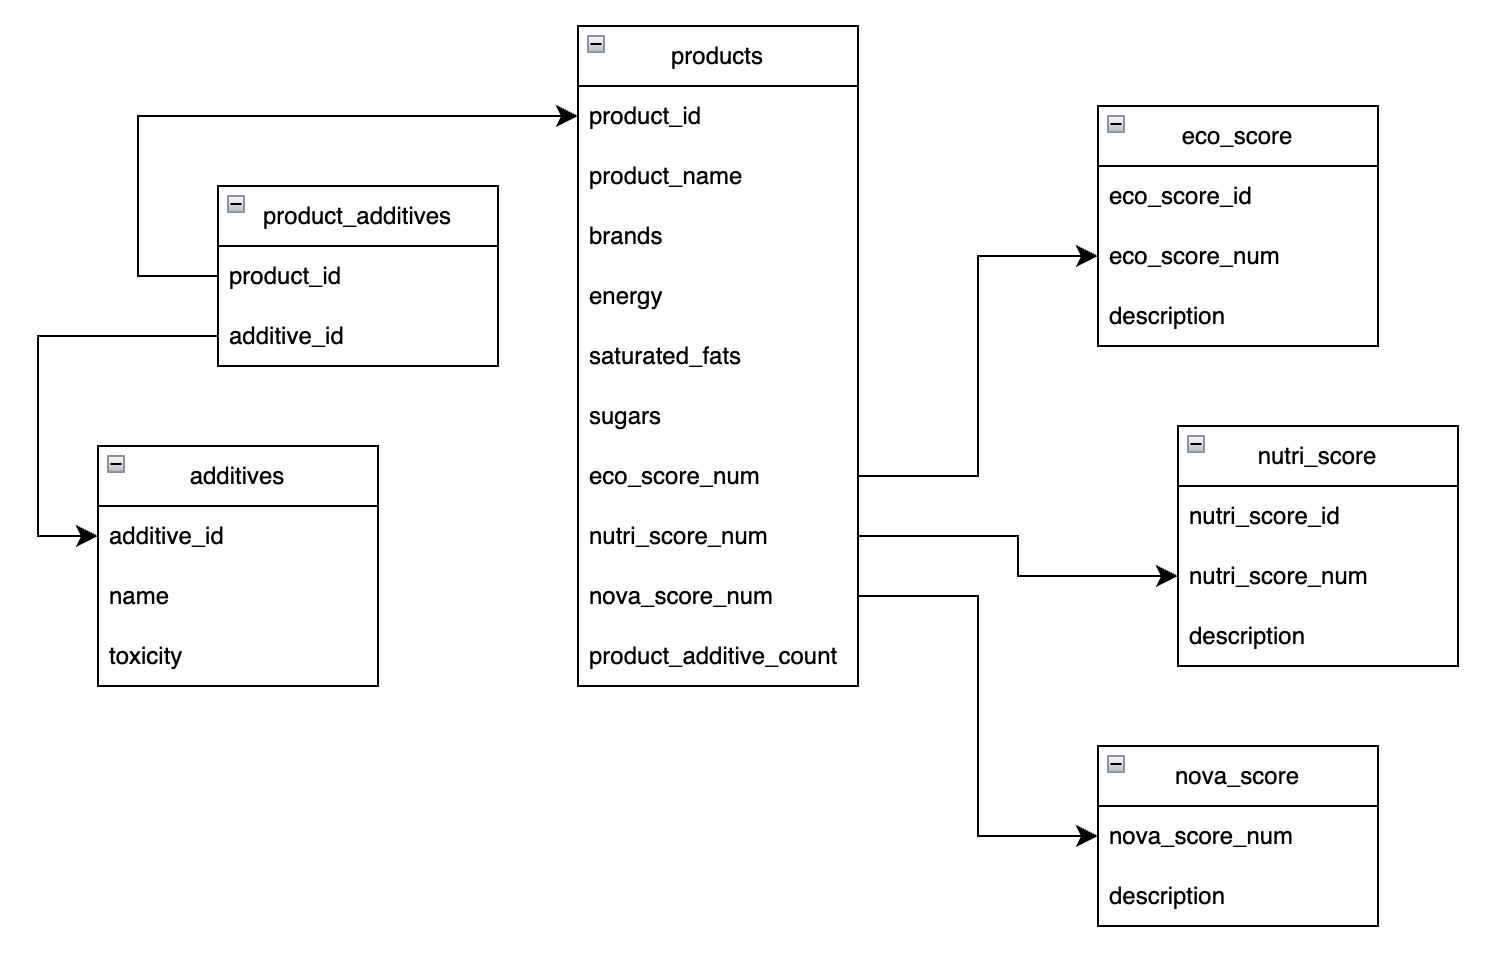 products
product_id
product_name
brands
energy
saturated_fats
sugars
eco_score_num
nutri_score_num
nova_score_num
product_additive_count
product_additives
product_id
additive_id
additives
additive_id
name
toxicity
eco_score
eco_score_id
eco_score_num
description
nutri_score
nutri_score_id
nutri_score_num
description
nova_score
nova_score_num
description